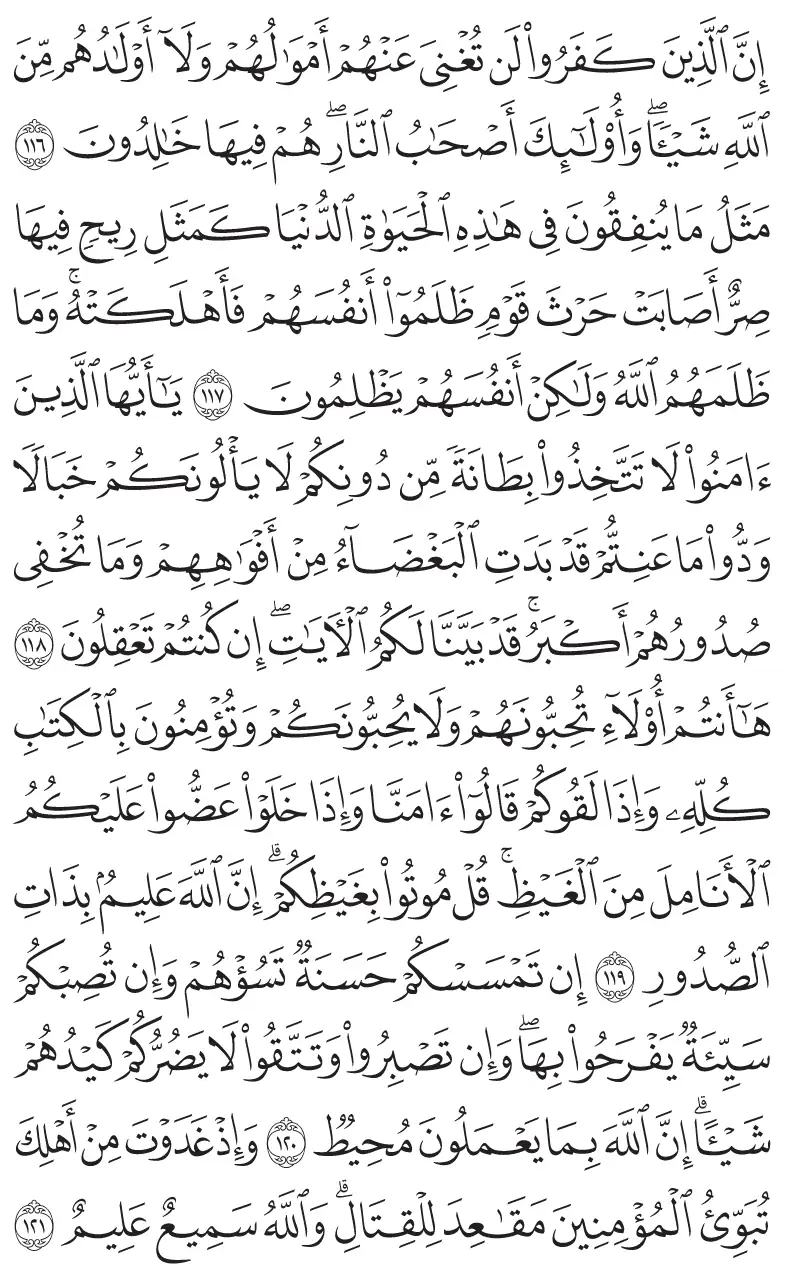 إِنَّ ٱلَّذِينَ كَفَرُوا۟ لَن تُغْنِىَ عَنْهُمْ أَمْوَٰلُهُمْ وَلَآ أَوْلَٰدُهُم مِّنَ
ٱللَّهِ شَيْـًٔا ۖ وَأُو۟لَٰٓئِكَ أَصْحَٰبُ ٱلنَّارِ ۖ هُمْ فِيهَا خَٰلِدُونَ ١١٦
مَثَلُ مَا يُنفِقُونَ فِى هَٰذِهِ ٱلْحَيَوٰةِ ٱلدُّنْيَا كَمَثَلِ رِيحٍ فِيهَا
صِرٌّ أَصَابَتْ حَرْثَ قَوْمٍ ظَلَمُوٓا۟ أَنفُسَهُمْ فَأَهْلَكَتْهُ ۚ وَمَا
ظَلَمَهُمُ ٱللَّهُ وَلَٰكِنْ أَنفُسَهُمْ يَظْلِمُونَ ١١٧ يَٰٓأَيُّهَا ٱلَّذِينَ
ءَامَنُوا۟ لَا تَتَّخِذُوا۟ بِطَانَةً مِّن دُونِكُمْ لَا يَأْلُونَكُمْ خَبَالًا
وَدُّوا۟ مَا عَنِتُّمْ قَدْ بَدَتِ ٱلْبَغْضَآءُ مِنْ أَفْوَٰهِهِمْ وَمَا تُخْفِى
صُدُورُهُمْ أَكْبَرُ ۚ قَدْ بَيَّنَّا لَكُمُ ٱلْـَٔايَٰتِ ۖ إِن كُنتُمْ تَعْقِلُونَ ١١٨
هَٰٓأَنتُمْ أُو۟لَآءِ تُحِبُّونَهُمْ وَلَا يُحِبُّونَكُمْ وَتُؤْمِنُونَ بِٱلْكِتَٰبِ
كُلِّهِۦ وَإِذَا لَقُوكُمْ قَالُوٓا۟ ءَامَنَّا وَإِذَا خَلَوْا۟ عَضُّوا۟ عَلَيْكُمُ
ٱلْأَنَامِلَ مِنَ ٱلْغَيْظِ ۚ قُلْ مُوتُوا۟ بِغَيْظِكُمْ ۗ إِنَّ ٱللَّهَ عَلِيمٌۢ بِذَاتِ
ٱلصُّدُورِ ١١٩ إِن تَمْسَسْكُمْ حَسَنَةٌ تَسُؤْهُمْ وَإِن تُصِبْكُمْ
سَيِّئَةٌ يَفْرَحُوا۟ بِهَا ۖ وَإِن تَصْبِرُوا۟ وَتَتَّقُوا۟ لَا يَضُرُّكُمْ كَيْدُهُمْ
شَيْـًٔا ۗ إِنَّ ٱللَّهَ بِمَا يَعْمَلُونَ مُحِيطٌ ١٢٠ وَإِذْ غَدَوْتَ مِنْ أَهْلِكَ
تُبَوِّئُ ٱلْمُؤْمِنِينَ مَقَٰعِدَ لِلْقِتَالِ ۗ وَٱللَّهُ سَمِيعٌ عَلِيمٌ ١٢١